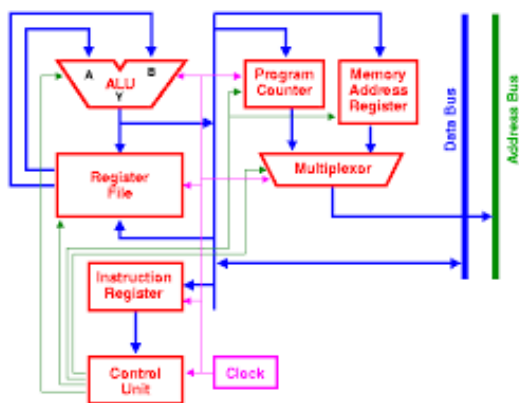 A
B
ALU
Y
Program
Counter
Memory
Address
Register
Register
File
Multiplexor
Data Bus
Address Bus
Instruction
Register
Control
Unit
Clock